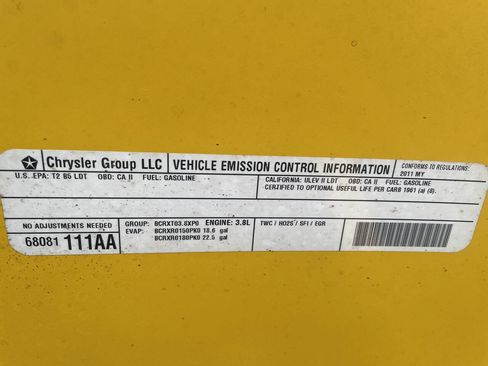 Chrysler Group LLC VEHICLE EMISSION CONTROL INFORMATION CONFORMS TO REGULATIONS:
2011 MY
U.S. EPA: T2 B5 LDT OBD: CA II FUEL: GASOLINE CALIFORNIA: ULEV II LDT OBD: CA II FUEL: GASOLINE
CERTIFIED TO OPTIONAL USEFUL LIFE PER CARB 1961 (a) (8).
NO ADJUSTMENTS NEEDED GROUP: BCRXT03.8XP0 ENGINE: 3.8L TWC / HO2S / SFI / EGR
EVAP: BCRXR0150PK0 18.6 gal
68081 111AA BCRXR0180PK0 22.5 gal